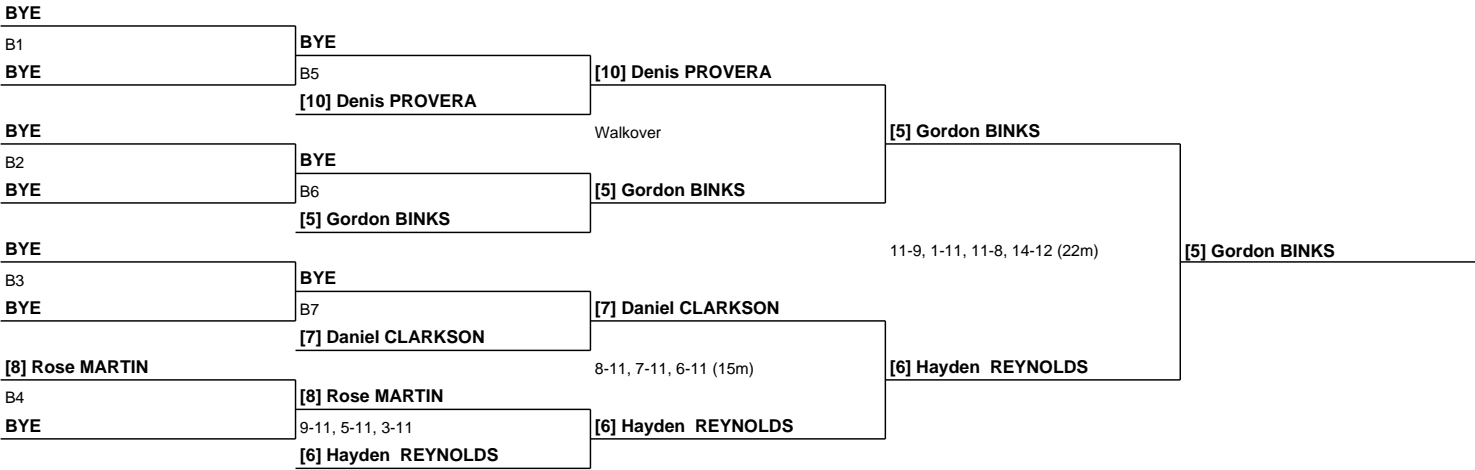 BYE
B1
BYE
BYE
B2
BYE
BYE
B3
BYE
[8] Rose MARTIN
B4
BYE
BYE
B5
[10] Denis PROVERA
BYE
B6
[5] Gordon BINKS
BYE
B7
[7] Daniel CLARKSON
[8] Rose MARTIN
9-11, 5-11, 3-11
[6] Hayden  REYNOLDS
[10] Denis PROVERA
Walkover
[5] Gordon BINKS
[7] Daniel CLARKSON
8-11, 7-11, 6-11 (15m)
[6] Hayden  REYNOLDS
[5] Gordon BINKS
11-9, 1-11, 11-8, 14-12 (22m)
[6] Hayden  REYNOLDS
[5] Gordon BINKS